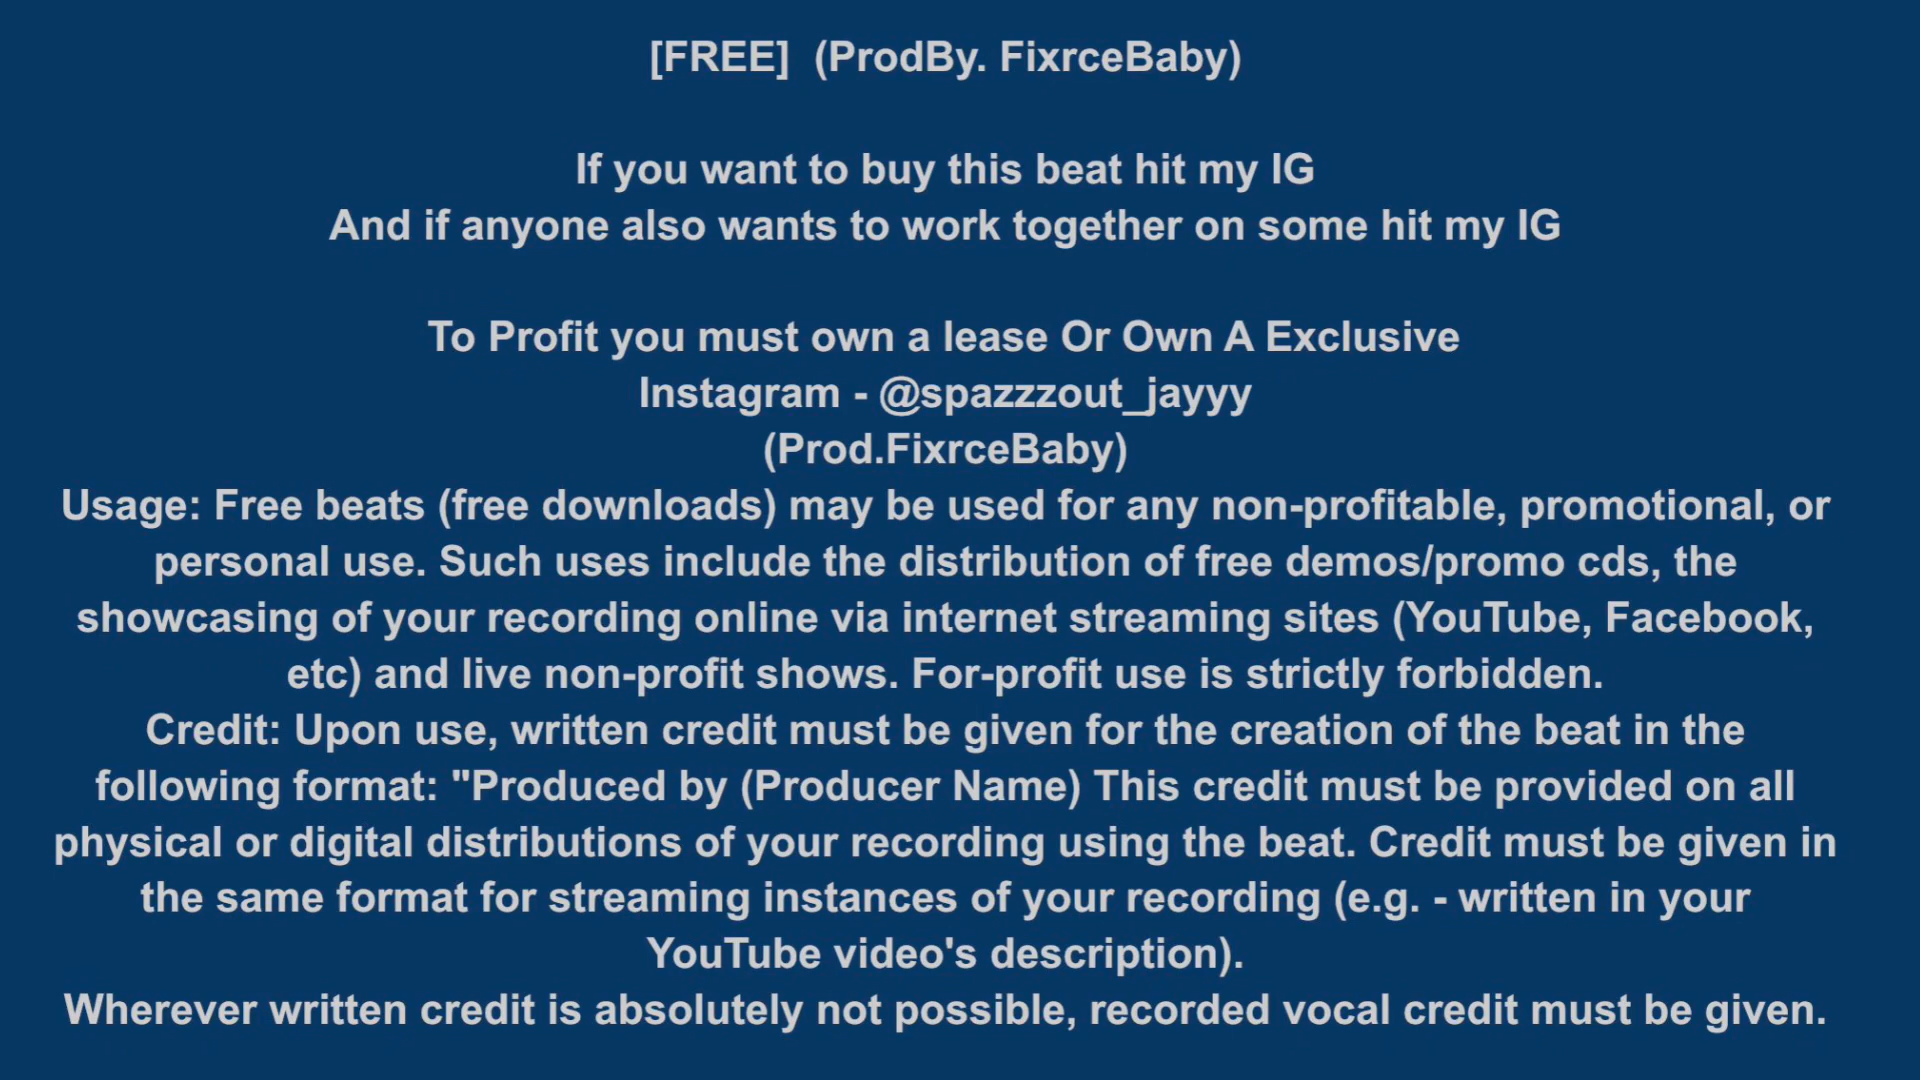 [FREE]  (ProdBy. FixrceBaby)
If you want to buy this beat hit my IG
And if anyone also wants to work together on some hit my IG
To Profit you must own a lease Or Own A Exclusive
Instagram - @spazzzout_jayyy
(Prod.FixrceBaby)
Usage: Free beats (free downloads) may be used for any non-profitable, promotional, or
personal use. Such uses include the distribution of free demos/promo cds, the
showcasing of your recording online via internet streaming sites (YouTube, Facebook,
etc) and live non-profit shows. For-profit use is strictly forbidden.
Credit: Upon use, written credit must be given for the creation of the beat in the
following format: "Produced by (Producer Name) This credit must be provided on all
physical or digital distributions of your recording using the beat. Credit must be given in
the same format for streaming instances of your recording (e.g. - written in your
YouTube video's description).
Wherever written credit is absolutely not possible, recorded vocal credit must be given.